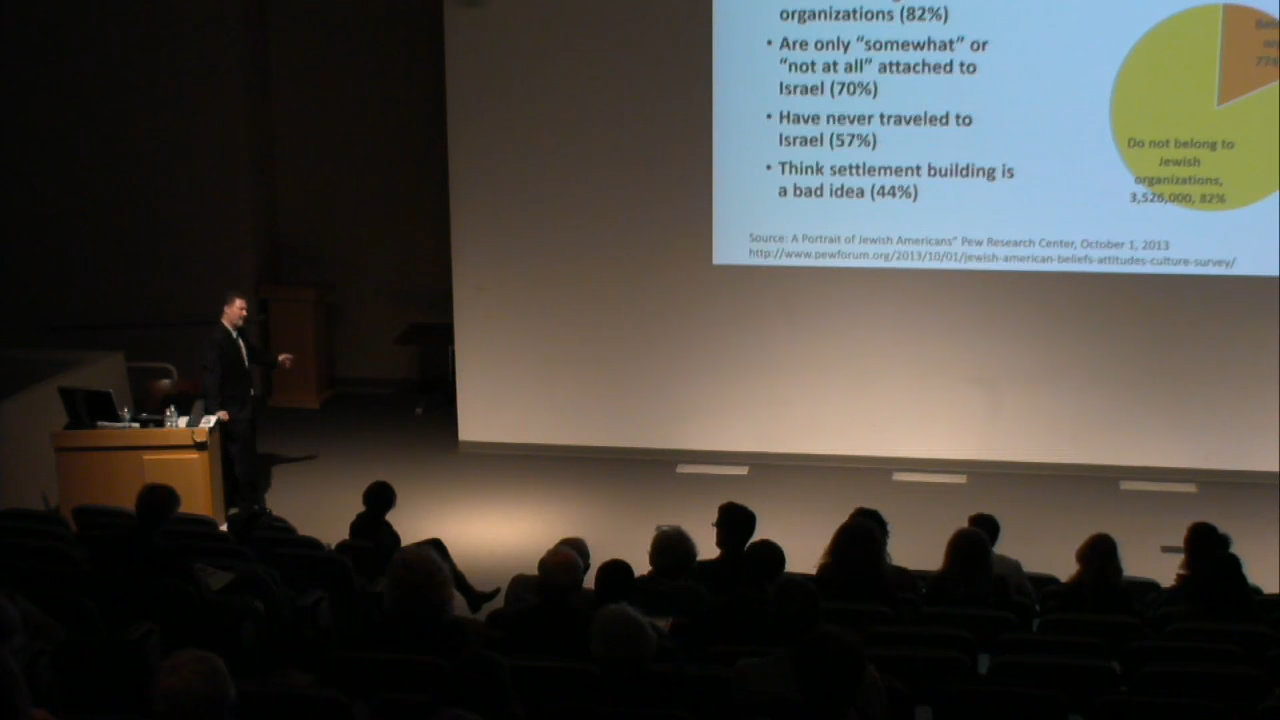 organizations (82%)
• Are only “somewhat” or
“not at all” attached to
Israel (70%)
• Have never traveled to
Israel (57%)
• Think settlement building is
a bad idea (44%)
Do not belong to
Jewish
organizations,
3,526,000, 82%
Source: A Portrait of Jewish Americans” Pew Research Center, October 1, 2013
http://www.pewforum.org/2013/10/01/jewish-american-beliefs-attitudes-culture-survey/